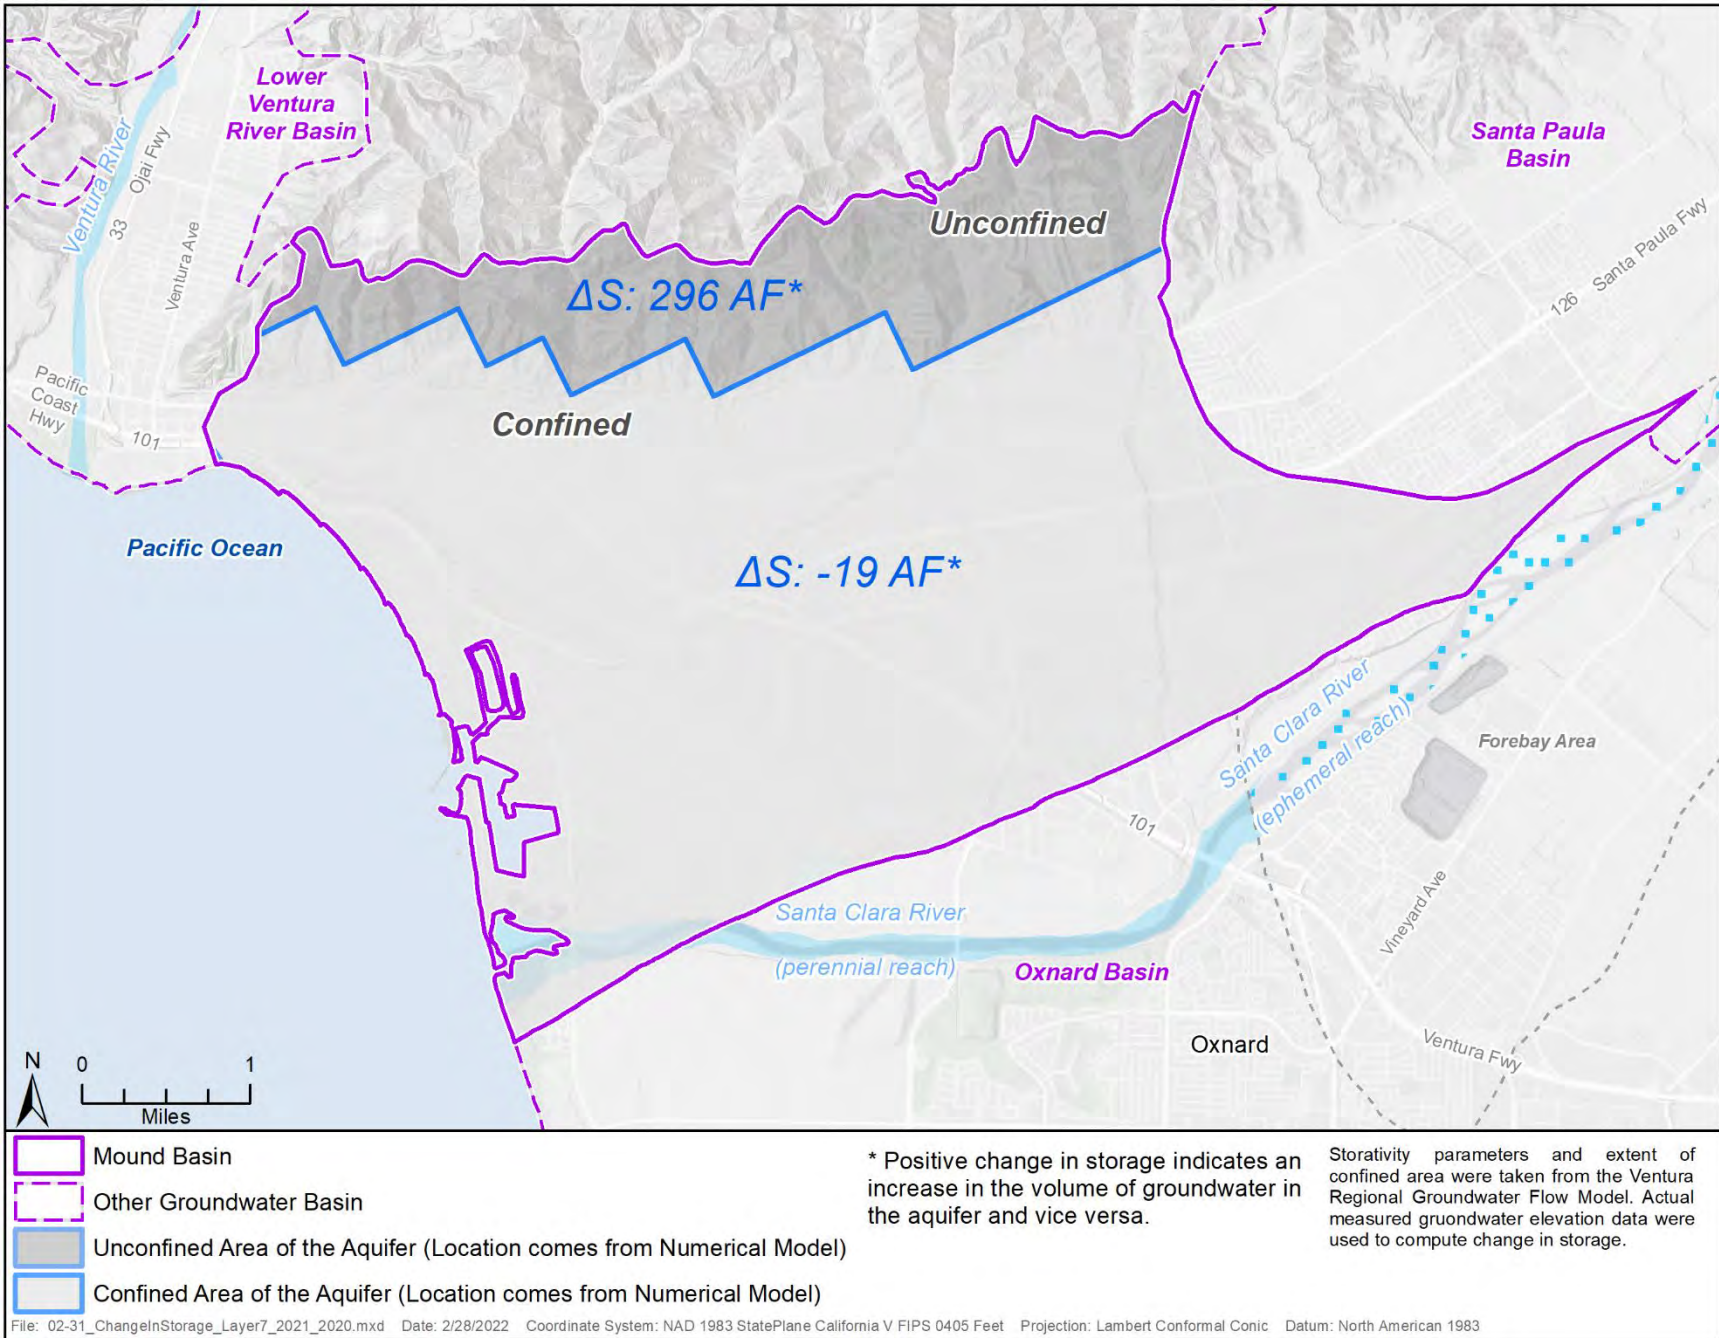 Lower
Ventura
River Basin
Santa Paula
Basin
Ventura River
33
Ojai Fwy
Ventura Ave
Unconfined
Santa Paula Fwy
126
ΔS: 296 AF*
Pacific
Coast
Hwy
101
Confined
Pacific Ocean
ΔS: -19 AF*
Santa Clara River
(ephemeral reach)
Forebay Area
101
Vineyard Ave
Santa Clara River
(perennial reach)
Oxnard Basin
Oxnard
Ventura Fwy
N
0 1
Miles
Mound Basin
Other Groundwater Basin
Unconfined Area of the Aquifer (Location comes from Numerical Model)
Confined Area of the Aquifer (Location comes from Numerical Model)
* Positive change in storage indicates an
increase in the volume of groundwater in
the aquifer and vice versa.
Storativity parameters and extent of
confined area were taken from the Ventura
Regional Groundwater Flow Model. Actual
measured gruondwater elevation data were
used to compute change in storage.
File: 02-31_ChangeInStorage_Layer7_2021_2020.mxd Date: 2/28/2022 Coordinate System: NAD 1983 StatePlane California V FIPS 0405 Feet Projection: Lambert Conformal Conic Datum: North American 1983